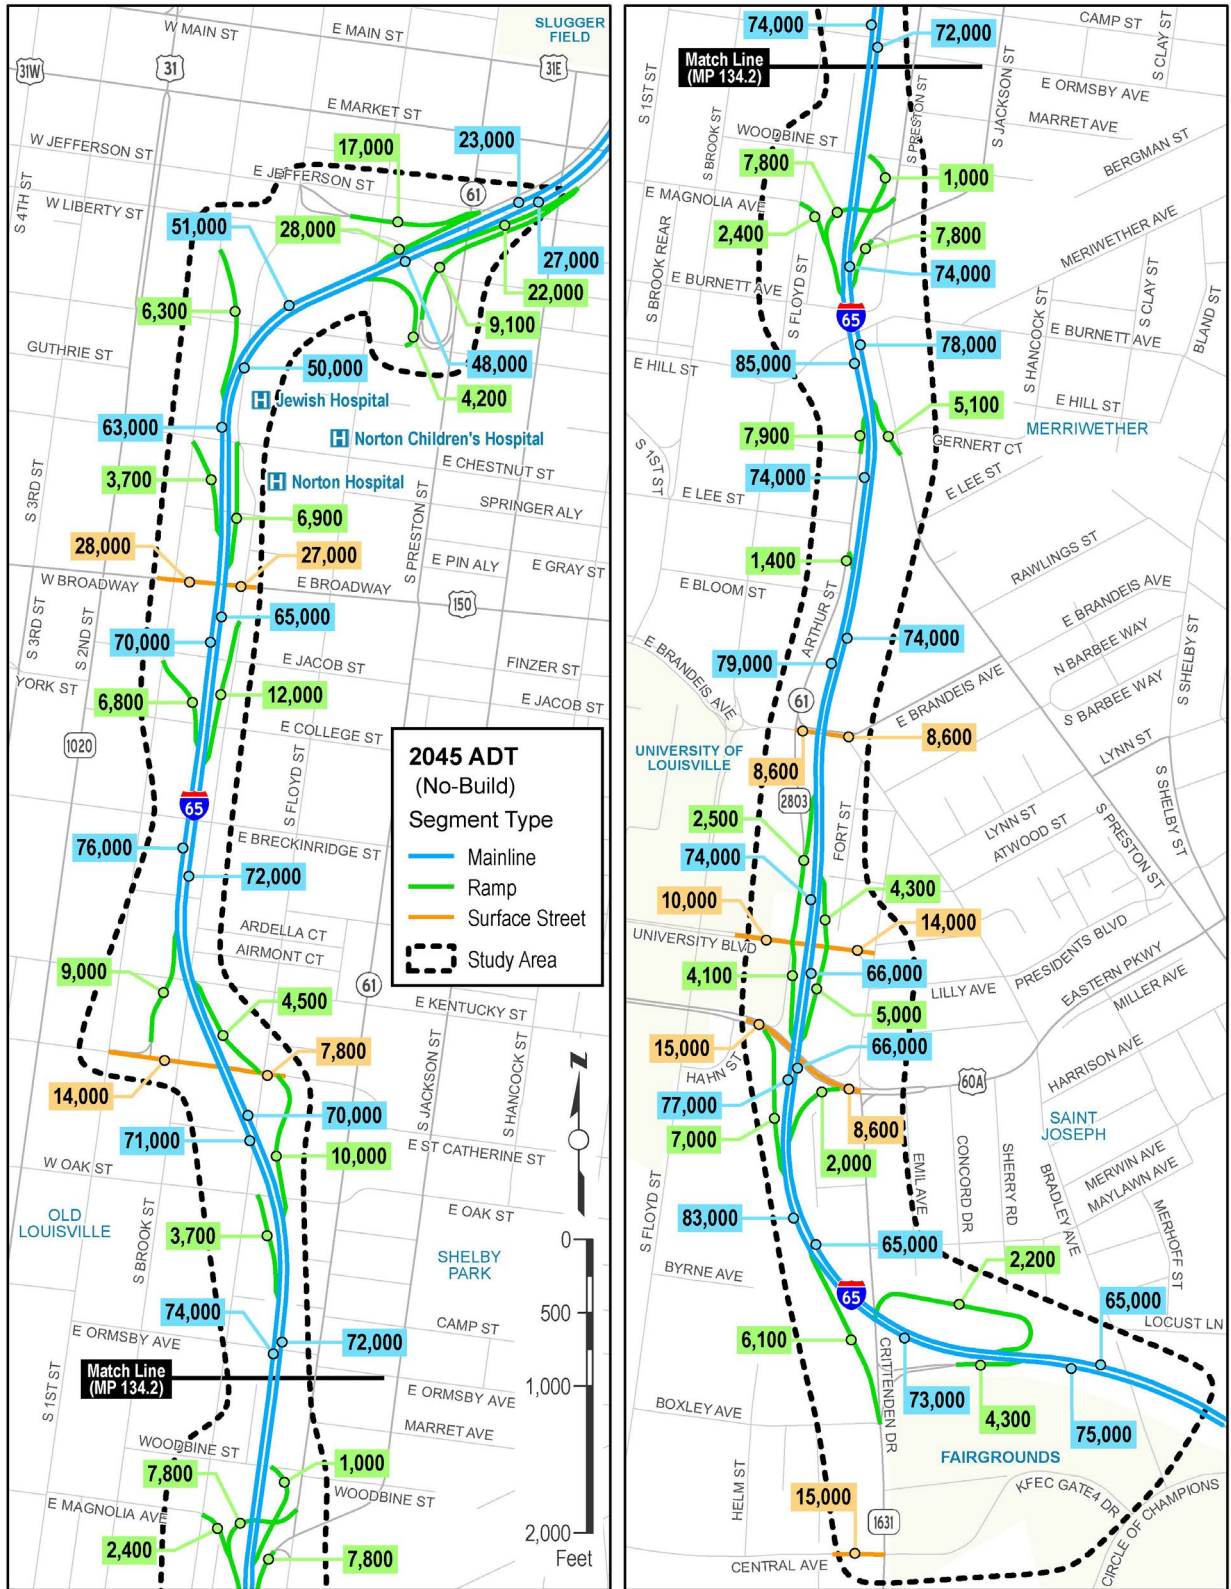 SLUGGER
FIELD
W MAIN ST
E MAIN ST
31W
31
31E
E MARKET ST
W JEFFERSON ST
17,000
23,000
E JEFFERSON ST
61
S 4TH ST
W LIBERTY ST
51,000
28,000
27,000
22,000
6,300
9,100
GUTHRIE ST
50,000
48,000
4,200
H Jewish Hospital
63,000
H Norton Children's Hospital
E CHESTNUT ST
3,700
H Norton Hospital
S 3RD ST
S PRESTON ST
SPRINGER ALY
6,900
28,000
27,000
E PIN ALY
E GRAY ST
W BROADWAY
E BROADWAY
150
S 3RD ST
S 2ND ST
65,000
70,000
E JACOB ST
FINZER ST
YORK ST
6,800
12,000
E JACOB ST
1020
E COLLEGE ST
S FLOYD ST
2045 ADT
(No-Build)
Segment Type
Mainline
Ramp
Surface Street
Study Area
65
76,000
E BRECKINRIDGE ST
72,000
ARDELLA CT
AIRMONT CT
9,000
61
4,500
E KENTUCKY ST
7,800
S JACKSON ST
S HANCOCK ST
Z
14,000
70,000
71,000
E ST CATHERINE ST
10,000
W OAK ST
OLD
LOUISVILLE
S BROOK ST
E OAK ST
3,700
SHELBY
PARK
0
74,000
500
E ORMSBY AVE
72,000
CAMP ST
Match Line
(MP 134.2)
S 1ST ST
1,000
E ORMSBY AVE
MARRET AVE
WOODBINE ST
7,800
1,000
WOODBINE ST
E MAGNOLIA AVE
2,400
7,800
2,000
Feet
74,000
72,000
CAMP ST
S CLAY ST
Match Line
(MP 134.2)
S 1ST ST
S BROOK ST
S PRESTON ST
S JACKSON ST
E ORMSBY AVE
MARRET AVE
WOODBINE ST
BERGMAN ST
7,800
1,000
E MAGNOLIA AVE
2,400
7,800
MERIWETHER AVE
S BROOK REAR
74,000
E BURNETT AVE
S FLOYD ST
S HANCOCK ST
S CLAY ST
BLAND ST
65
78,000
E BURNETT AVE
85,000
E HILL ST
5,100
E HILL ST
7,900
GERNERT CT
MERRIWETHER
S 1ST ST
74,000
E LEE ST
E LEE ST
1,400
RAWLINGS ST
E BLOOM ST
E BRANDEIS AVE
ARTHUR ST
74,000
N BARBEE WAY
S SHELBY ST
E BRANDEIS AVE
79,000
61
E BRANDEIS AVE
S BARBEE WAY
8,600
UNIVERSITY OF
LOUISVILLE
8,600
LYNN ST
2803
2,500
FORT ST
LYNN ST
ATWOOD ST
S PRESTON ST
S SHELBY ST
74,000
4,300
10,000
14,000
UNIVERSITY BLVD
PRESIDENTS BLVD
4,100
66,000
EASTERN PKWY
LILLY AVE
MILLER AVE
5,000
15,000
66,000
HAHN ST
HARRISON AVE
60A
77,000
7,000
8,600
SAINT
JOSEPH
2,000
S FLOYD ST
EMIL AVE
CONCORD DR
SHERRY RD
BRADLEY AVE
MERWIN AVE
MAYLAWN AVE
MERHOFF ST
83,000
65,000
2,200
BYRNE AVE
65
65,000
LOCUST LN
6,100
CRITTENDEN DR
73,000
4,300
75,000
BOXLEY AVE
FAIRGROUNDS
HELM ST
15,000
KFEC GATE4 DR
CIRCLE OF CHAMPIONS
1631
CENTRAL AVE